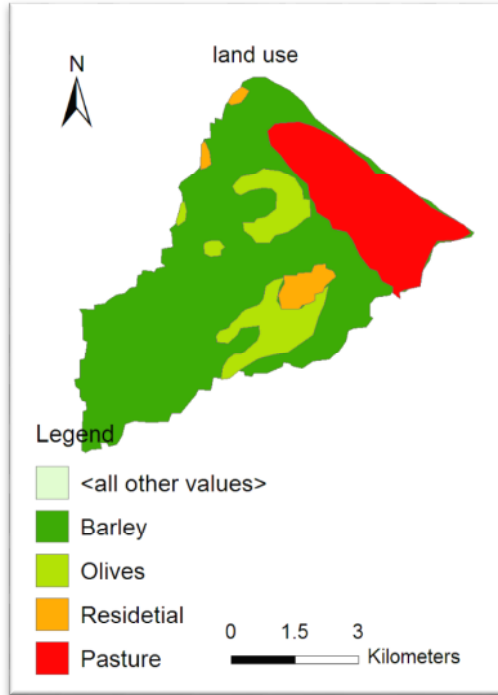 land use
N
Legend
<all other values>
Barley
Olives
Residetial
Pasture
0 1.5 3
Kilometers